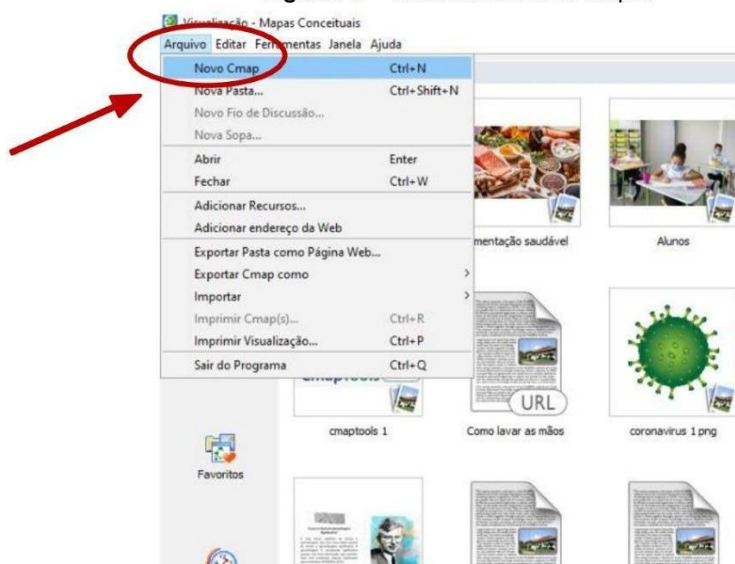 Visualização - Mapas Conceituais
Arquivo Editar Ferramentas Janela Ajuda
Novo Cmap Ctrl+N
Nova Pasta... Ctrl+Shift+N
Novo Fio de Discussão...
Nova Sopa...
Abrir Enter
Fechar Ctrl+W
Adicionar Recursos...
Adicionar endereço da Web
Exportar Pasta como Página Web...
Exportar Cmap como >
Importar >
Imprimir Cmap(s)... Ctrl+R
Imprimir Visualização... Ctrl+P
Sair do Programa Ctrl+Q
mentação saudável
Alunos
URL
cmaptools 1
Como lavar as mãos
coronavirus 1 png
Favoritos